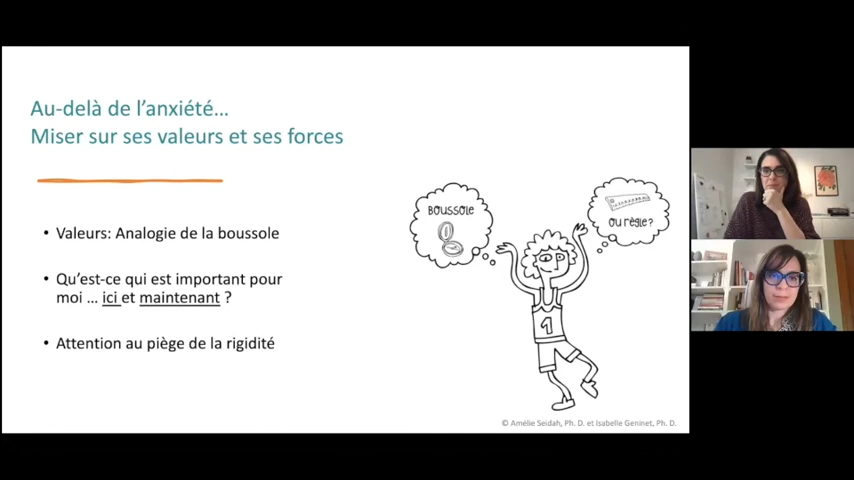 Au-delà de l'anxiété…
Miser sur ses valeurs et ses forces
• Valeurs: Analogie de la boussole
• Qu'est-ce qui est important pour
moi … ici et maintenant ?
• Attention au piège de la rigidité
BOUSSOLE
OU RÈGLE ?
1
© Amélie Seidah, Ph. D. et Isabelle Geninet, Ph. D.